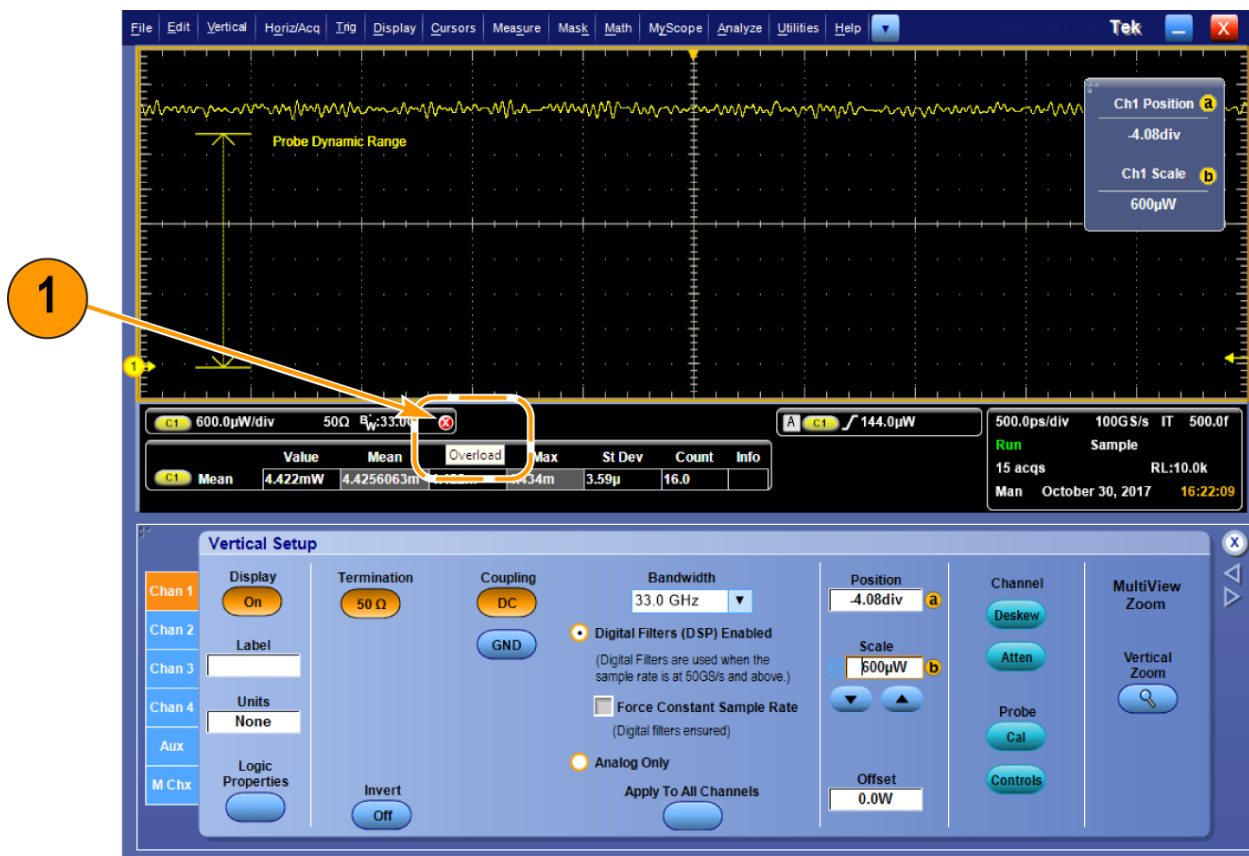 File Edit Vertical Horiz/Acq Trig Display Cursors Measure Mask Math MyScope Analyze Utilities Help Tek X
Probe Dynamic Range
Ch1 Position a
-4.08div
Ch1 Scale b
600µW
1
1
C1 600.0µW/div 50Ω BW:33.0G
A C1 144.0µW
500.0ps/div 100GS/s IT 500.0f
Run Sample
15 acqs RL:10.0k
Man October 30, 2017 16:22:09
Overload
Value Mean Max St Dev Count Info
C1 Mean 4.422mW 4.4256063m 3.59µ 16.0
Vertical Setup
X
Chan 1
Chan 2
Chan 3
Chan 4
Aux
M Chx
Display
On
Label
Units
None
Logic
Properties
Termination
50 Ω
Invert
Off
Coupling
DC
GND
Bandwidth
33.0 GHz
Digital Filters (DSP) Enabled
(Digital Filters are used when the
sample rate is at 50GS/s and above.)
Force Constant Sample Rate
(Digital filters ensured)
Analog Only
Apply To All Channels
Position
-4.08div a
Scale
600µW b
Offset
0.0W
Channel
Deskew
Atten
Probe
Cal
Controls
MultiView
Zoom
Vertical
Zoom